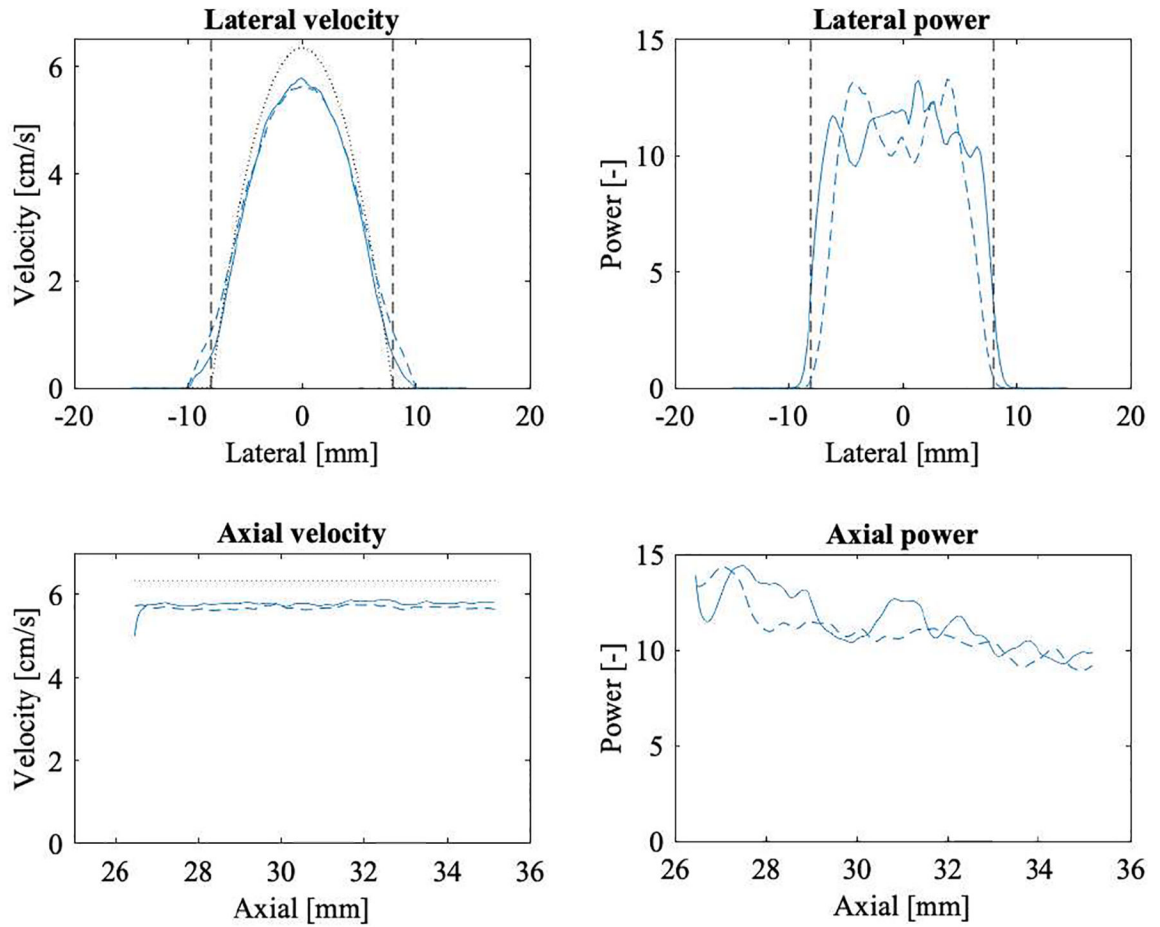 Lateral velocity
Velocity [cm/s]
6
4
2
0
-20 -10 0 10 20
Lateral [mm]
Lateral power
Power [-]
15
10
5
0
-20 -10 0 10 20
Lateral [mm]
Axial velocity
Velocity [cm/s]
6
4
2
0
26 28 30 32 34 36
Axial [mm]
Axial power
Power [-]
15
10
5
0
26 28 30 32 34 36
Axial [mm]